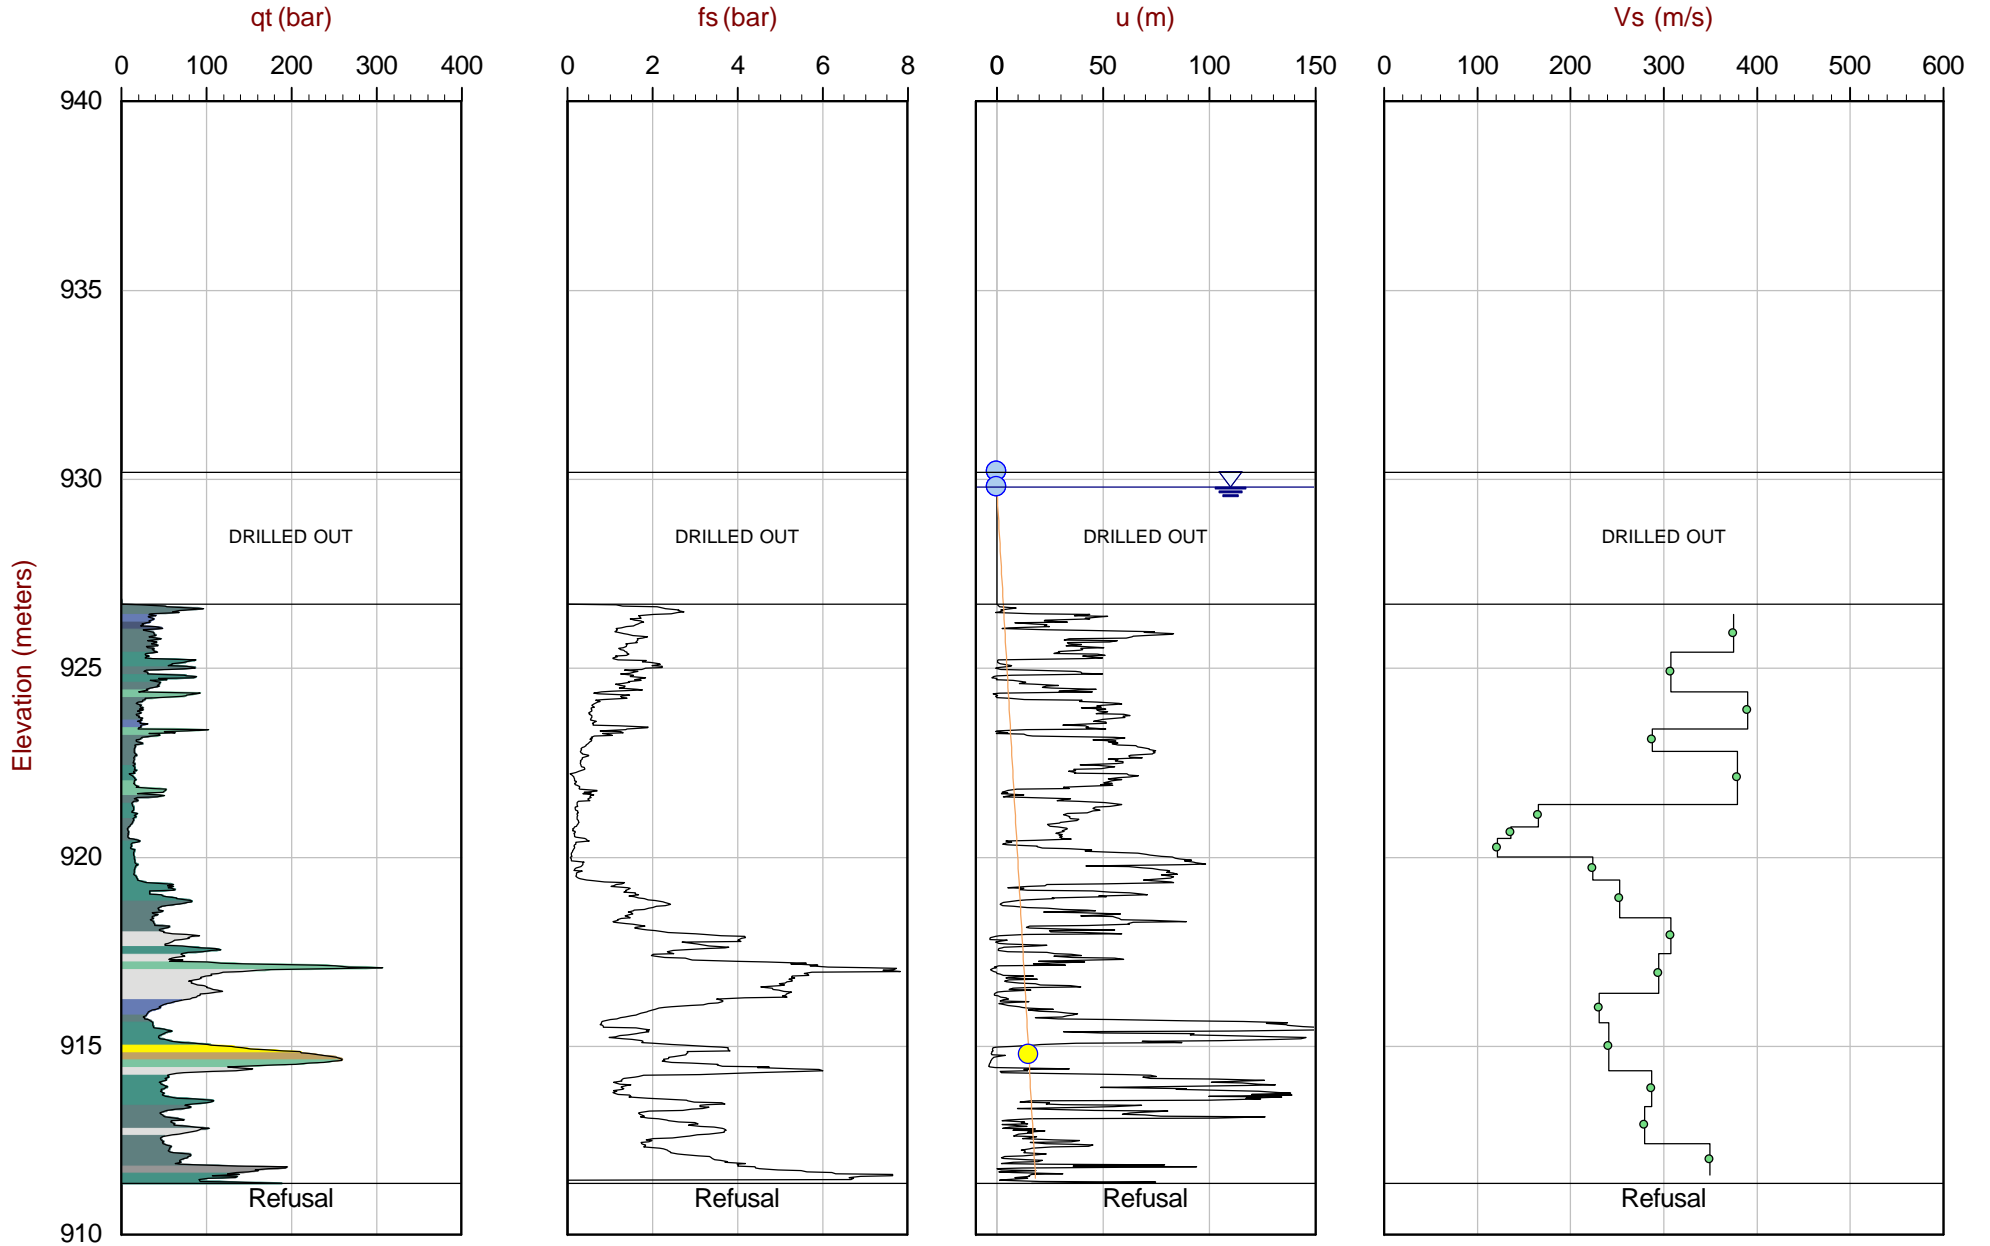 qt (bar) fs (bar) u (m) Vs (m/s)
0 100 200 300 400 0 2 4 6 8 0 50 100 150 0 100 200 300 400 500 600
940
935
930
DRILLED OUT DRILLED OUT DRILLED OUT DRILLED OUT
Elevation (meters)
925
920
915
Refusal Refusal Refusal Refusal
910